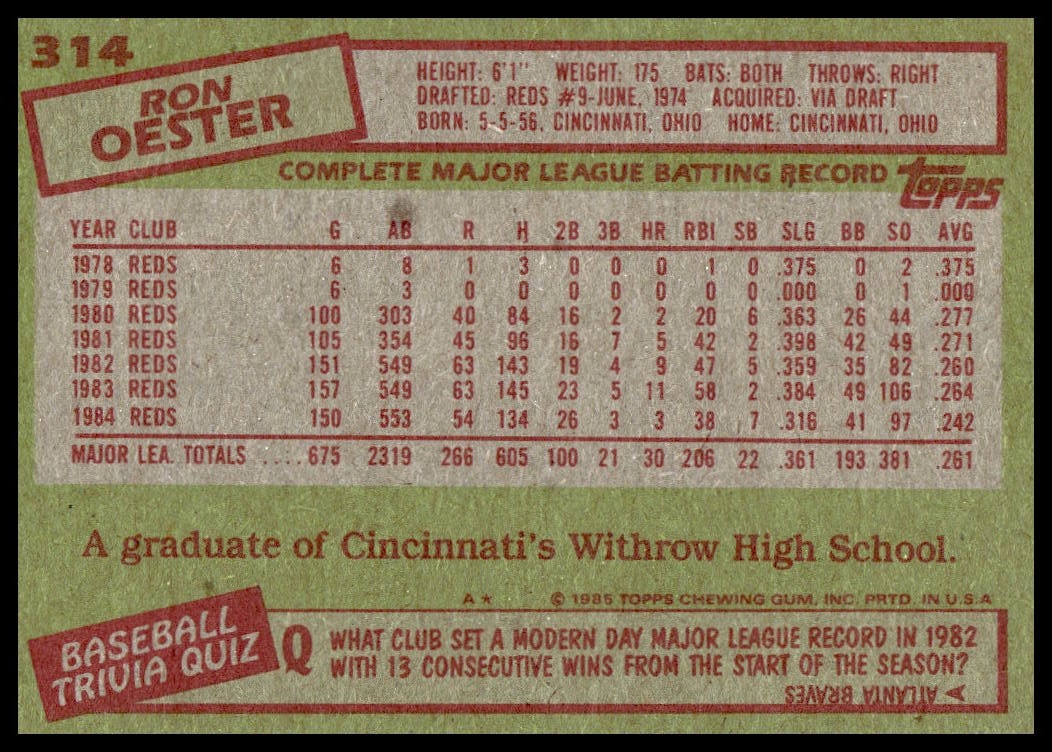 314
RON
OESTER
HEIGHT: 6'1" WEIGHT: 175 BATS: BOTH THROWS: RIGHT
DRAFTED: REDS #9-JUNE, 1974 ACQUIRED: VIA DRAFT
BORN: 5-5-56, CINCINNATI, OHIO HOME: CINCINNATI, OHIO
COMPLETE MAJOR LEAGUE BATTING RECORD topps
YEAR CLUB G AB R H 2B 3B HR RBI SB SLG BB SO AVG
1978 REDS 6 8 1 3 0 0 0 1 0 .375 0 2 .375
1979 REDS 6 3 0 0 0 0 0 0 0 .000 0 1 .000
1980 REDS 100 303 40 84 16 2 2 20 6 .363 26 44 .277
1981 REDS 105 354 45 96 16 7 5 42 2 .398 42 49 .271
1982 REDS 151 549 63 143 19 4 9 47 5 .359 35 82 .260
1983 REDS 157 549 63 145 23 5 11 58 2 .384 49 106 .264
1984 REDS 150 553 54 134 26 3 3 38 7 .316 41 97 .242
MAJOR LEA. TOTALS ....675 2319 266 605 100 21 30 206 22 .361 193 381 .261
A graduate of Cincinnati's Withrow High School.
A★ © 1985 TOPPS CHEWING GUM, INC. PRTD. IN U.S.A.
BASEBALL
TRIVIA QUIZ
Q WHAT CLUB SET A MODERN DAY MAJOR LEAGUE RECORD IN 1982
WITH 13 CONSECUTIVE WINS FROM THE START OF THE SEASON?
A ATLANTA BRAVES